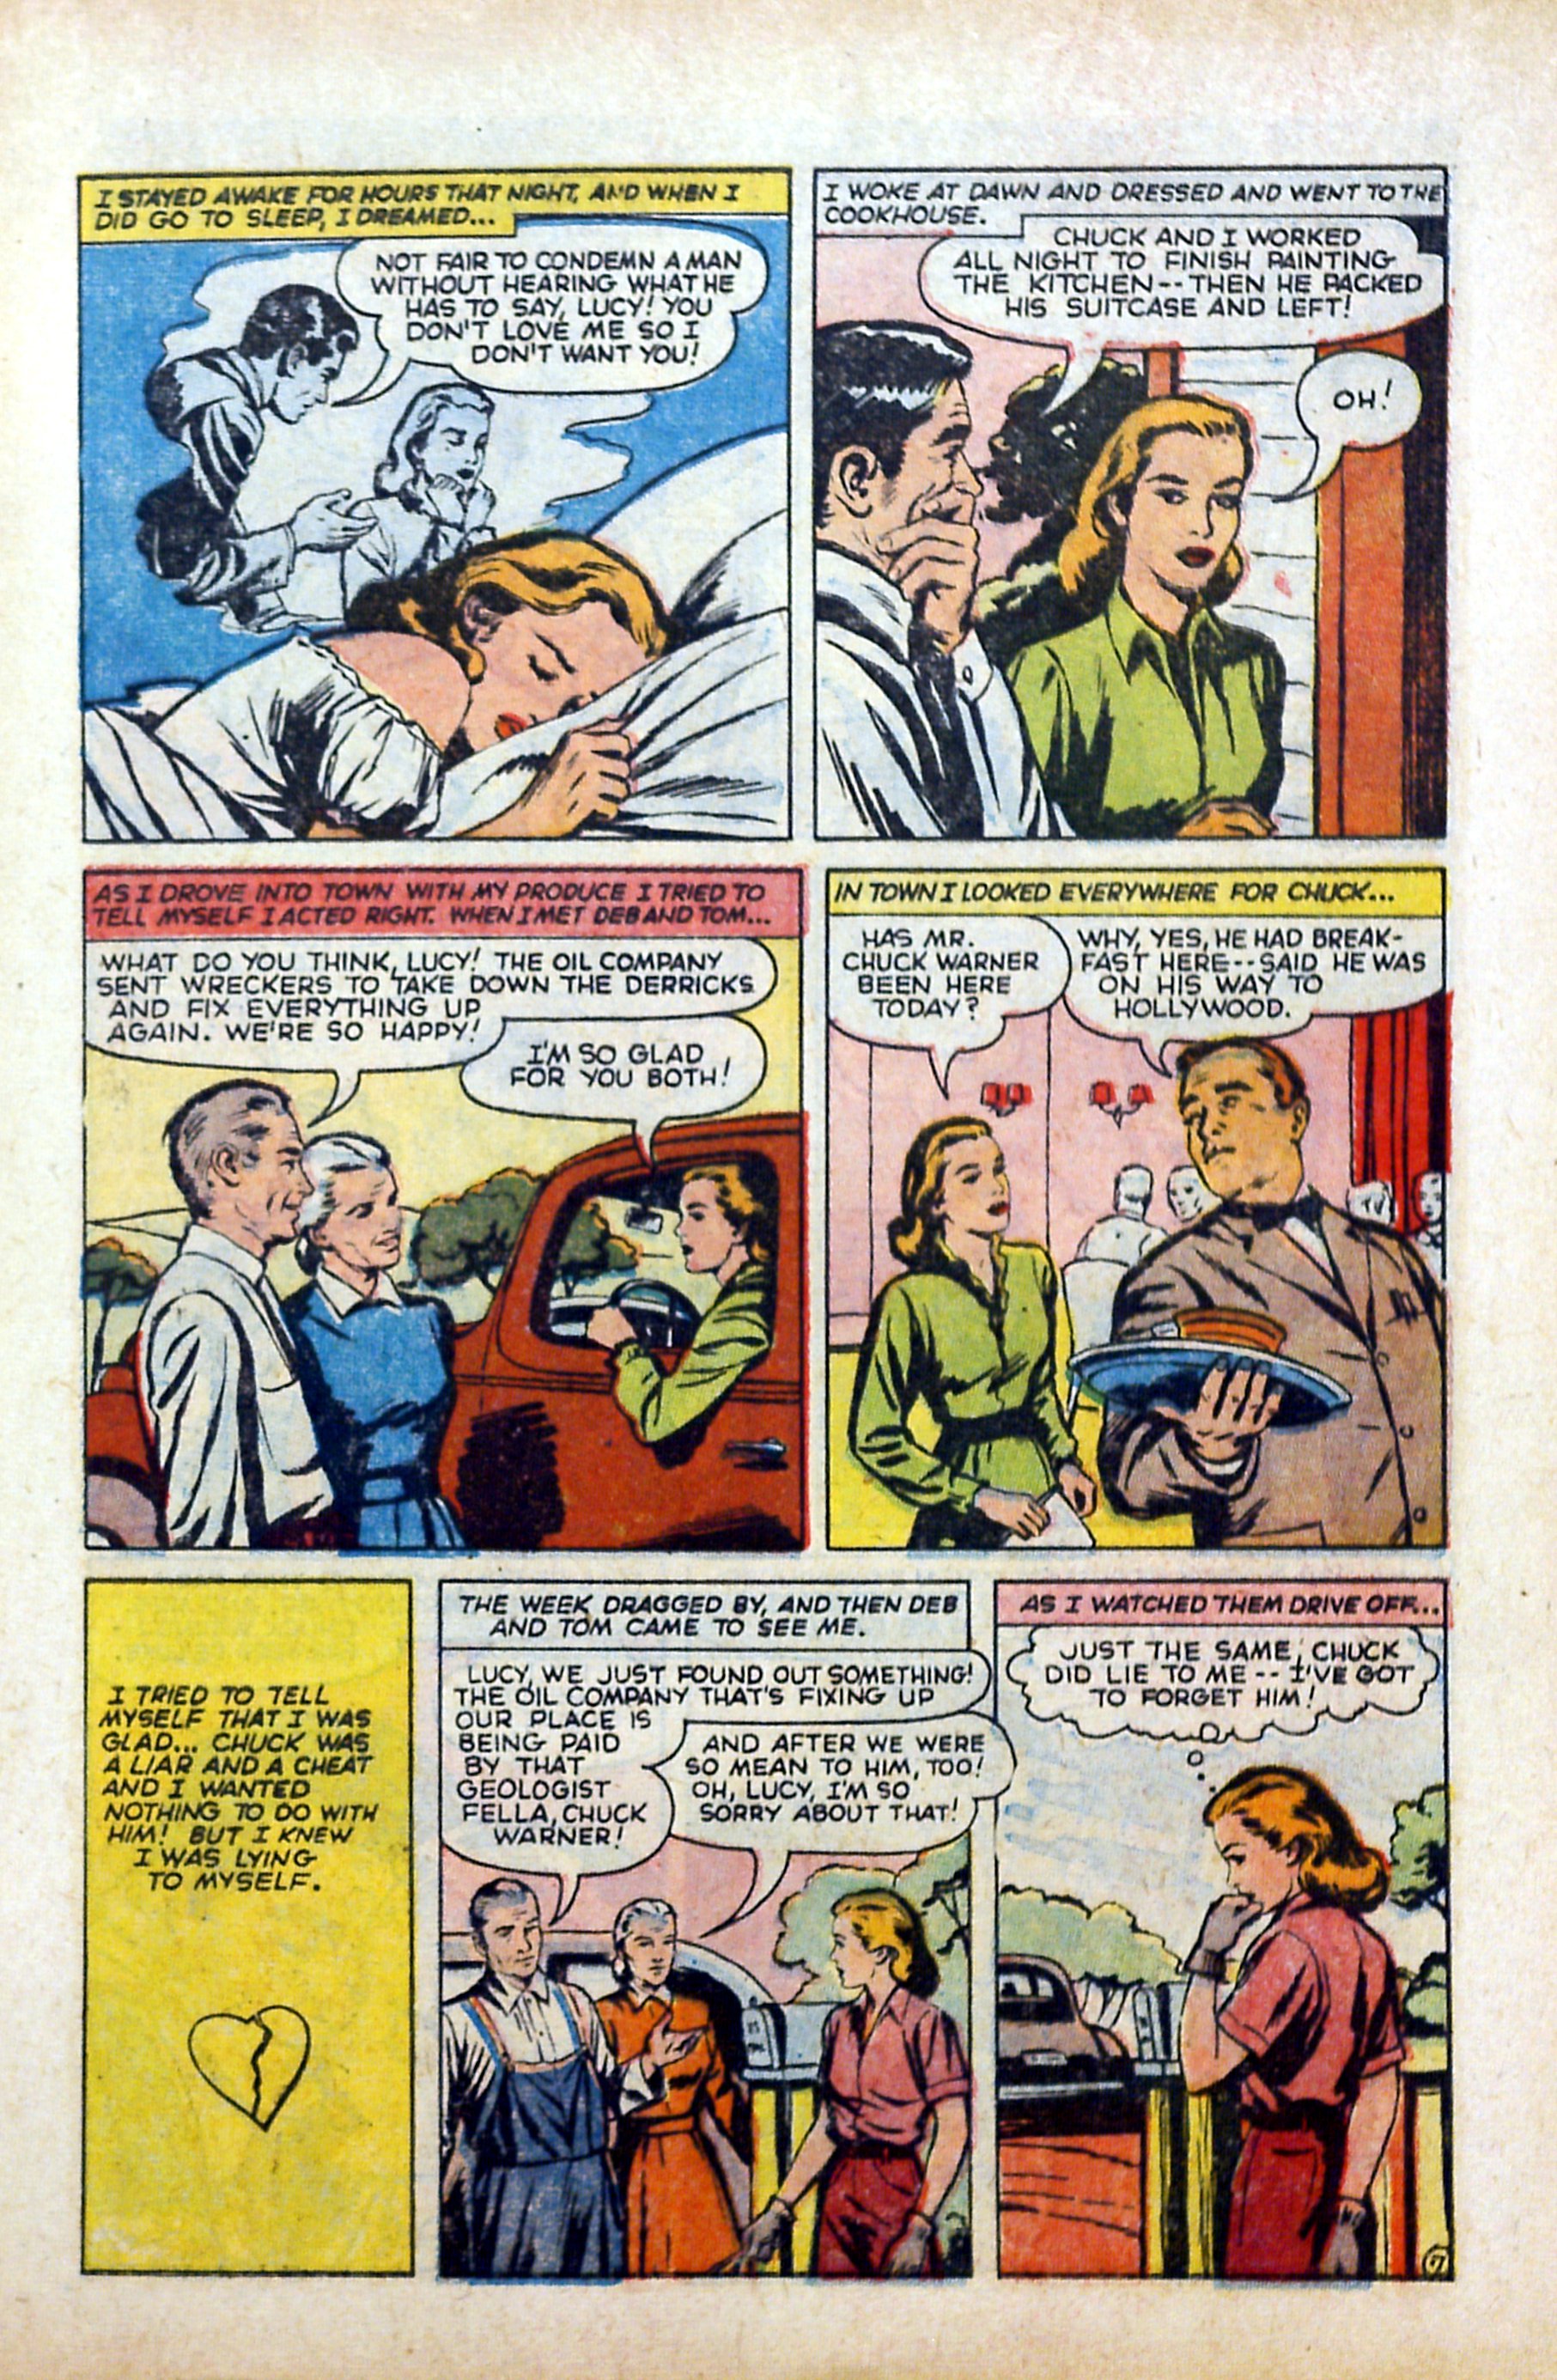 I STAYED AWAKE FOR HOURS THAT NIGHT, AND WHEN I
DID GO TO SLEEP, I DREAMED...
NOT FAIR TO CONDEMN A MAN
WITHOUT HEARING WHAT HE
HAS TO SAY, LUCY! YOU
DON'T LOVE ME SO I
DON'T WANT YOU!
I WOKE AT DAWN AND DRESSED AND WENT TO THE
COOKHOUSE.
CHUCK AND I WORKED
ALL NIGHT TO FINISH PAINTING
THE KITCHEN--THEN HE PACKED
HIS SUITCASE AND LEFT!
OH!
AS I DROVE INTO TOWN WITH MY PRODUCE I TRIED TO
TELL MYSELF I ACTED RIGHT. WHEN I MET DEB AND TOM...
WHAT DO YOU THINK, LUCY! THE OIL COMPANY
SENT WRECKERS TO TAKE DOWN THE DERRICKS
AND FIX EVERYTHING UP
AGAIN. WE'RE SO HAPPY!
I'M SO GLAD
FOR YOU BOTH!
IN TOWN I LOOKED EVERYWHERE FOR CHUCK...
HAS MR.
CHUCK WARNER
BEEN HERE
TODAY?
WHY, YES, HE HAD BREAK-
FAST HERE--SAID HE WAS
ON HIS WAY TO
HOLLYWOOD.
I TRIED TO TELL
MYSELF THAT I WAS
GLAD... CHUCK WAS
A LIAR AND A CHEAT
AND I WANTED
NOTHING TO DO WITH
HIM! BUT I KNEW
I WAS LYING
TO MYSELF.
THE WEEK DRAGGED BY, AND THEN DEB
AND TOM CAME TO SEE ME.
LUCY, WE JUST FOUND OUT SOMETHING!
THE OIL COMPANY THAT'S FIXING UP
OUR PLACE IS
BEING PAID
BY THAT
GEOLOGIST
FELLA, CHUCK
WARNER!
AND AFTER WE WERE
SO MEAN TO HIM, TOO!
OH, LUCY, I'M SO
SORRY ABOUT THAT!
AS I WATCHED THEM DRIVE OFF...
JUST THE SAME, CHUCK
DID LIE TO ME -- I'VE GOT
TO FORGET HIM!
7